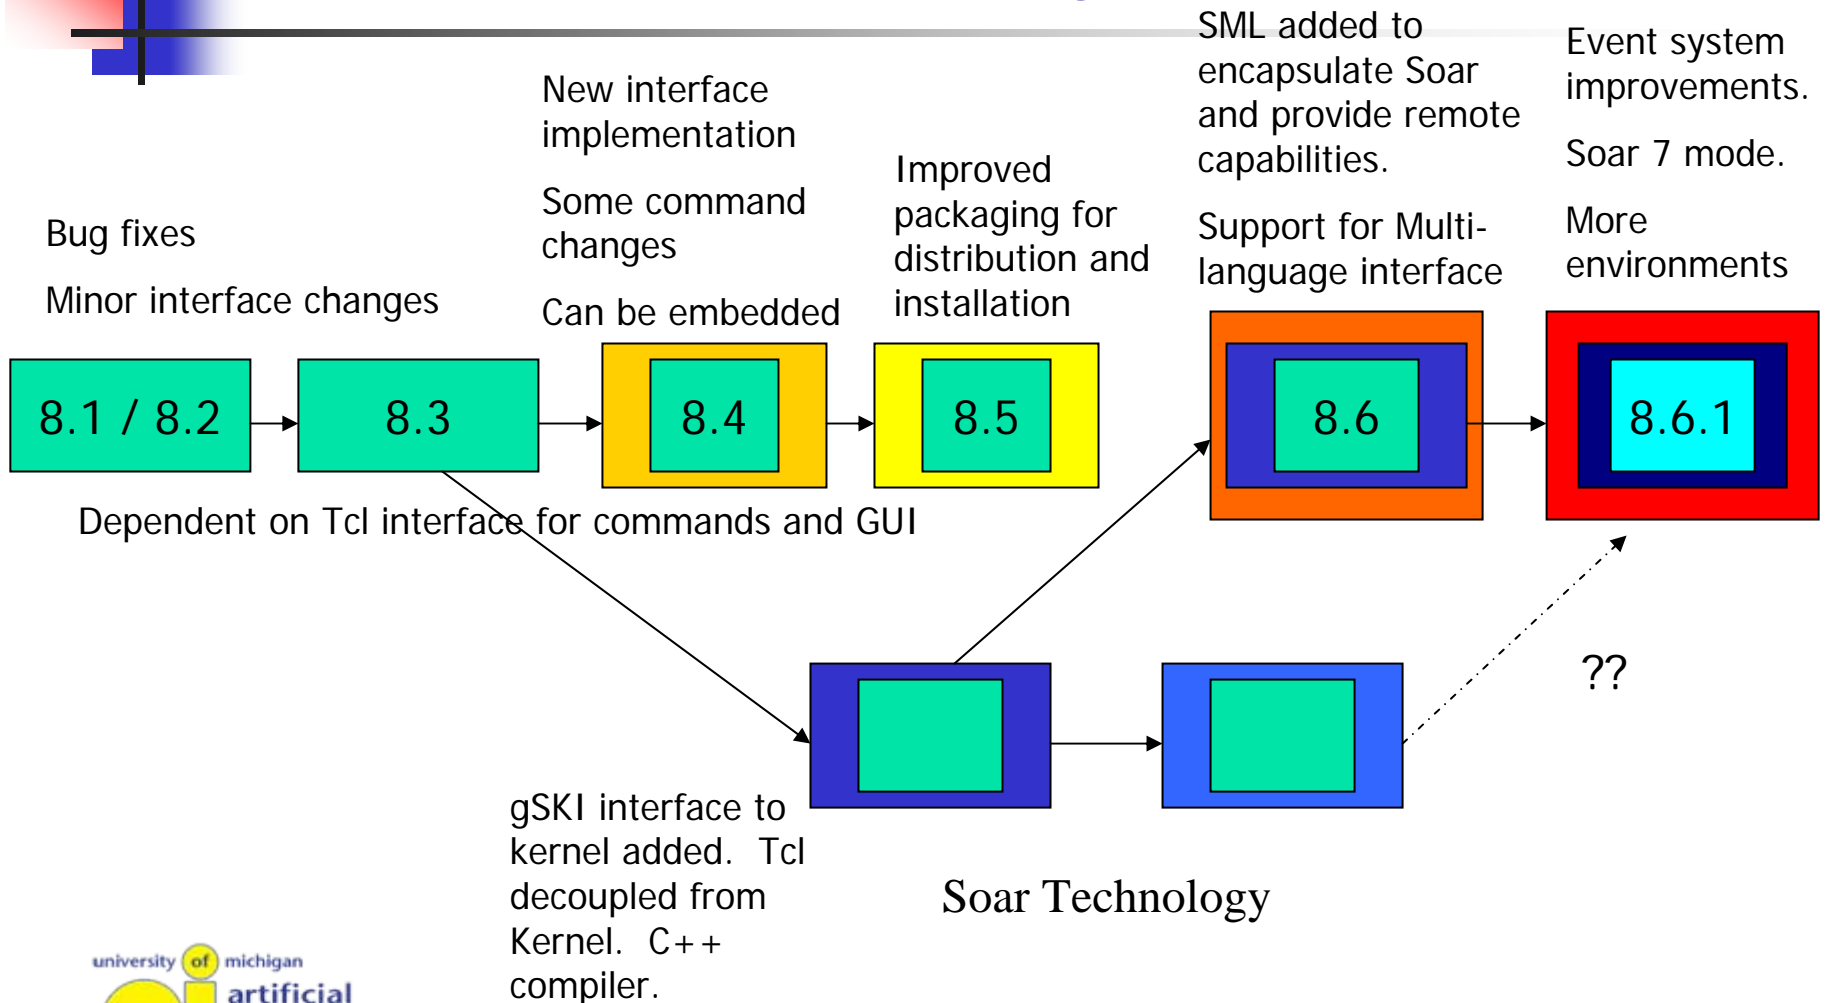 SML added to
encapsulate Soar
and provide remote
capabilities.
Support for Multi-
language interface
Event system
improvements.
Soar 7 mode.
More
environments
New interface
implementation
Some command
changes
Can be embedded
Improved
packaging for
distribution and
installation
Bug fixes
Minor interface changes
8.1 / 8.2
8.3
8.4
8.5
8.6
8.6.1
Dependent on Tcl interface for commands and GUI
??
gSKI interface to
kernel added. Tcl
decoupled from
Kernel. C++
compiler.
Soar Technology
university of michigan
artificial